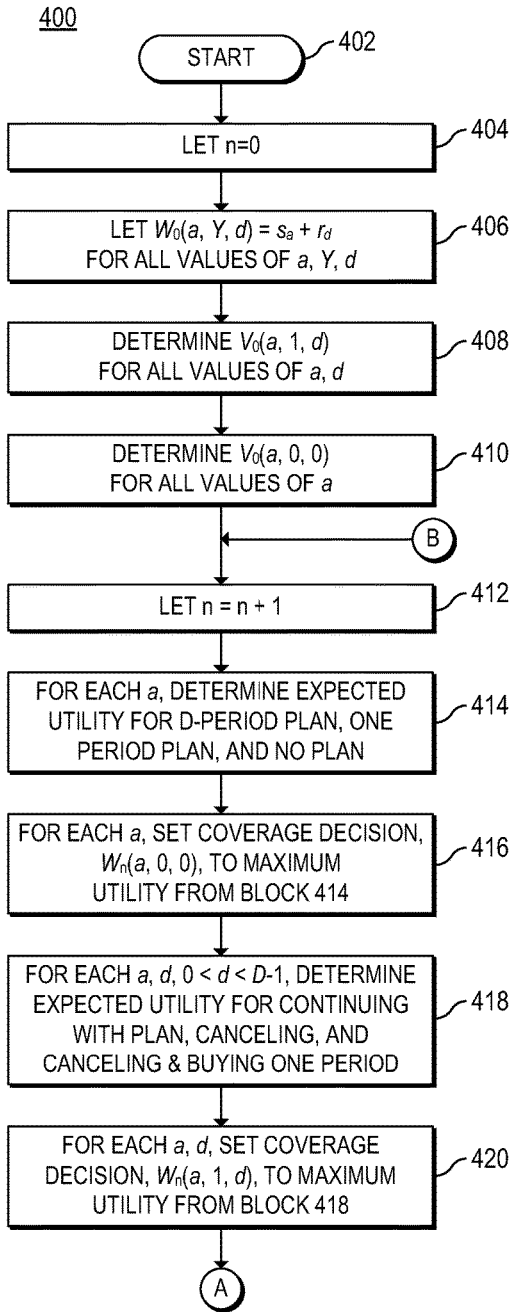 400
START
402
LET n=0
404
LET W₀(a, Y, d) = sₐ + r_d
FOR ALL VALUES OF a, Y, d
406
DETERMINE V₀(a, 1, d)
FOR ALL VALUES OF a, d
408
DETERMINE V₀(a, 0, 0)
FOR ALL VALUES OF a
410
B
LET n = n + 1
412
FOR EACH a, DETERMINE EXPECTED
UTILITY FOR D-PERIOD PLAN, ONE
PERIOD PLAN, AND NO PLAN
414
FOR EACH a, SET COVERAGE DECISION,
Wₙ(a, 0, 0), TO MAXIMUM
UTILITY FROM BLOCK 414
416
FOR EACH a, d, 0 < d < D-1, DETERMINE
EXPECTED UTILITY FOR CONTINUING
WITH PLAN, CANCELING, AND
CANCELING & BUYING ONE PERIOD
418
FOR EACH a, d, SET COVERAGE
DECISION, Wₙ(a, 1, d), TO MAXIMUM
UTILITY FROM BLOCK 418
420
A